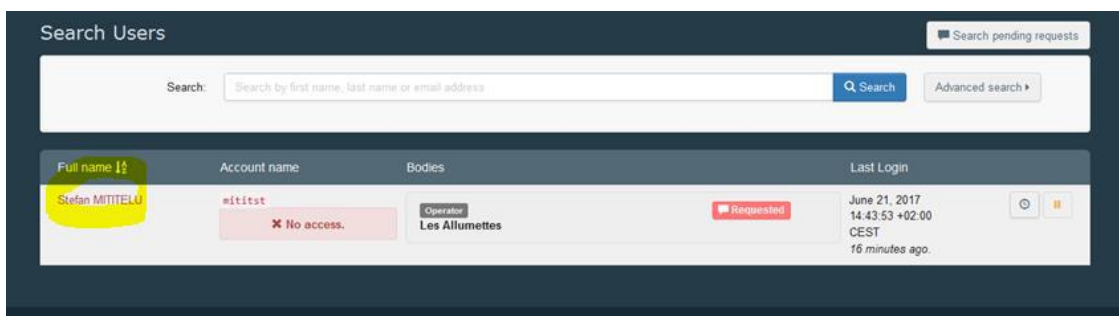 Search Users
Search pending requests
Search:
Search by first name, last name or email address
Search
Advanced search
Full name
Account name
Bodies
Last Login
Stefan MITITELU
mititst
No access.
Operator
Les Allumettes
Requested
June 21, 2017
14:43:53 +02:00
CEST
16 minutes ago.